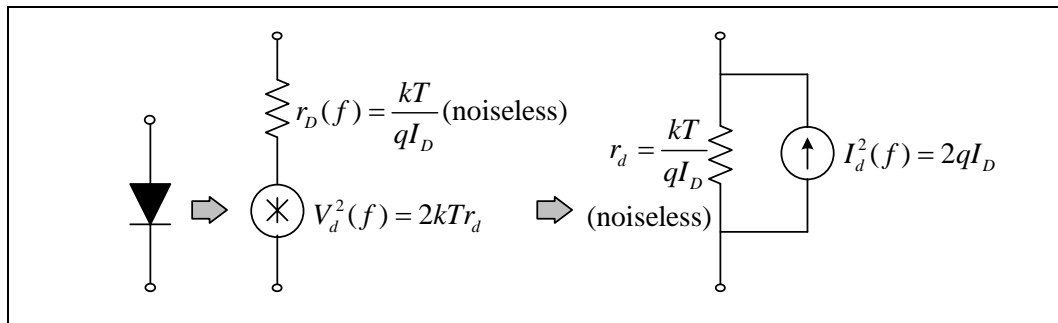 r_D(f) = kT/qI_D (noiseless)
V_d^2(f) = 2kTr_d
r_d = kT/qI_D
(noiseless)
I_d^2(f) = 2qI_D